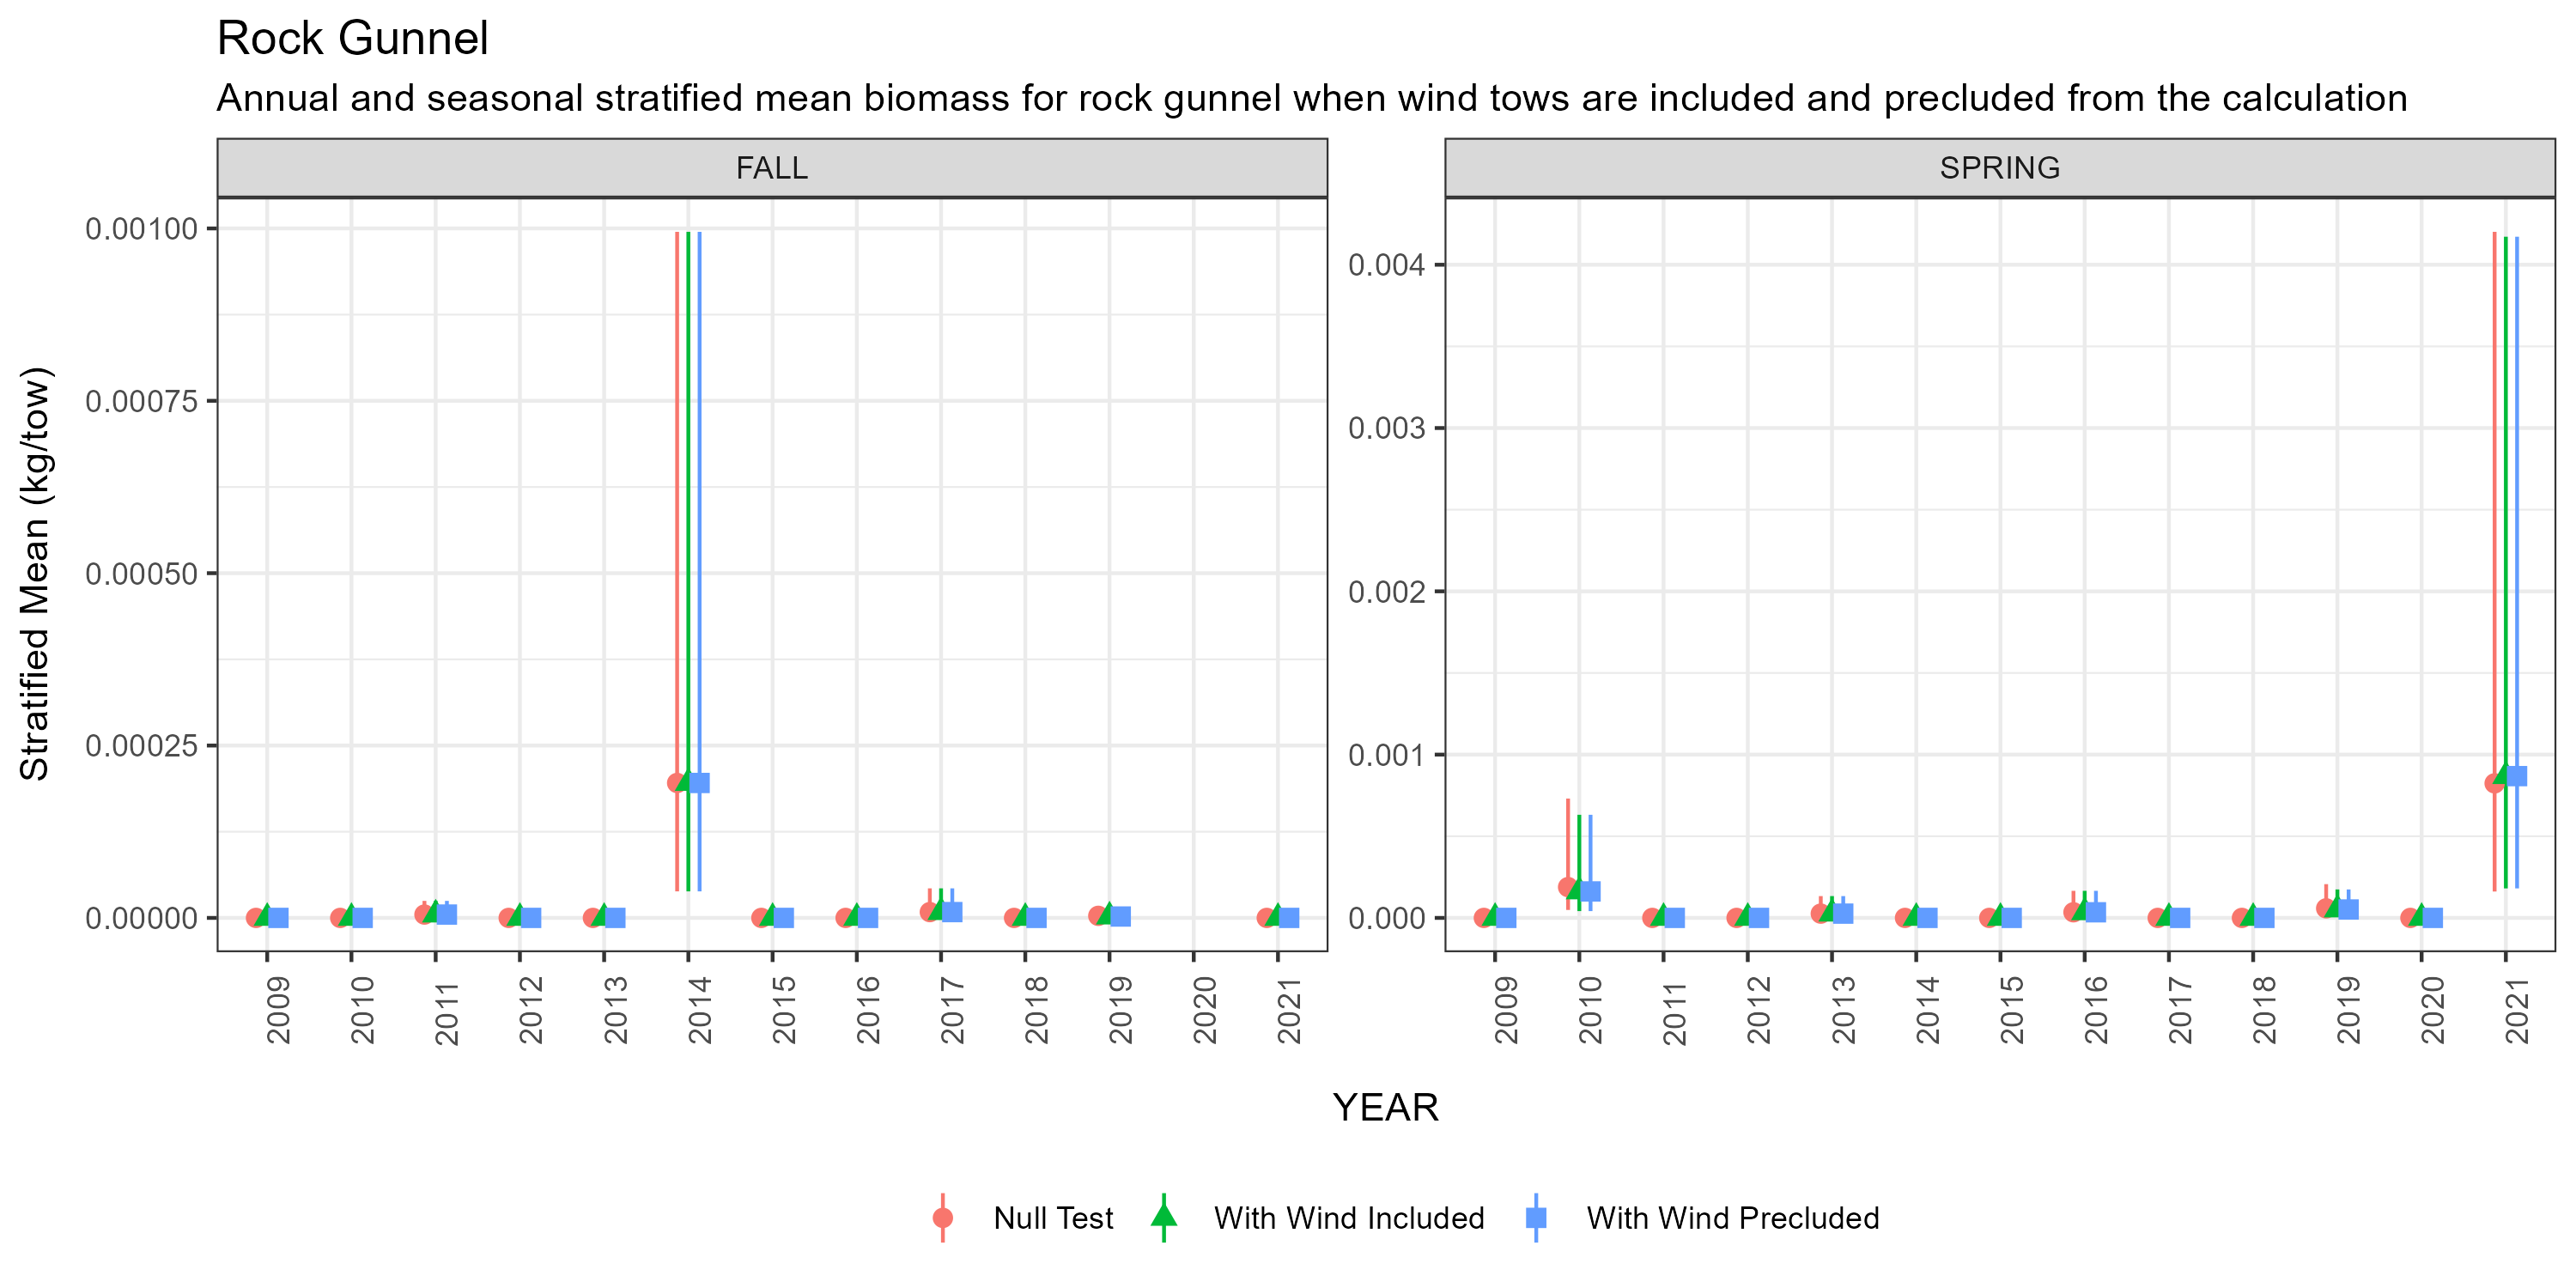 Rock Gunnel
Annual and seasonal stratified mean biomass for rock gunnel when wind tows are included and precluded from the calculation
FALL
SPRING
Stratified Mean (kg/tow)
0.00100
0.00075
0.00050
0.00025
0.00000
0.004
0.003
0.002
0.001
0.000
2009 2010 2011 2012 2013 2014 2015 2016 2017 2018 2019 2020 2021
2009 2010 2011 2012 2013 2014 2015 2016 2017 2018 2019 2020 2021
YEAR
Null Test With Wind Included With Wind Precluded